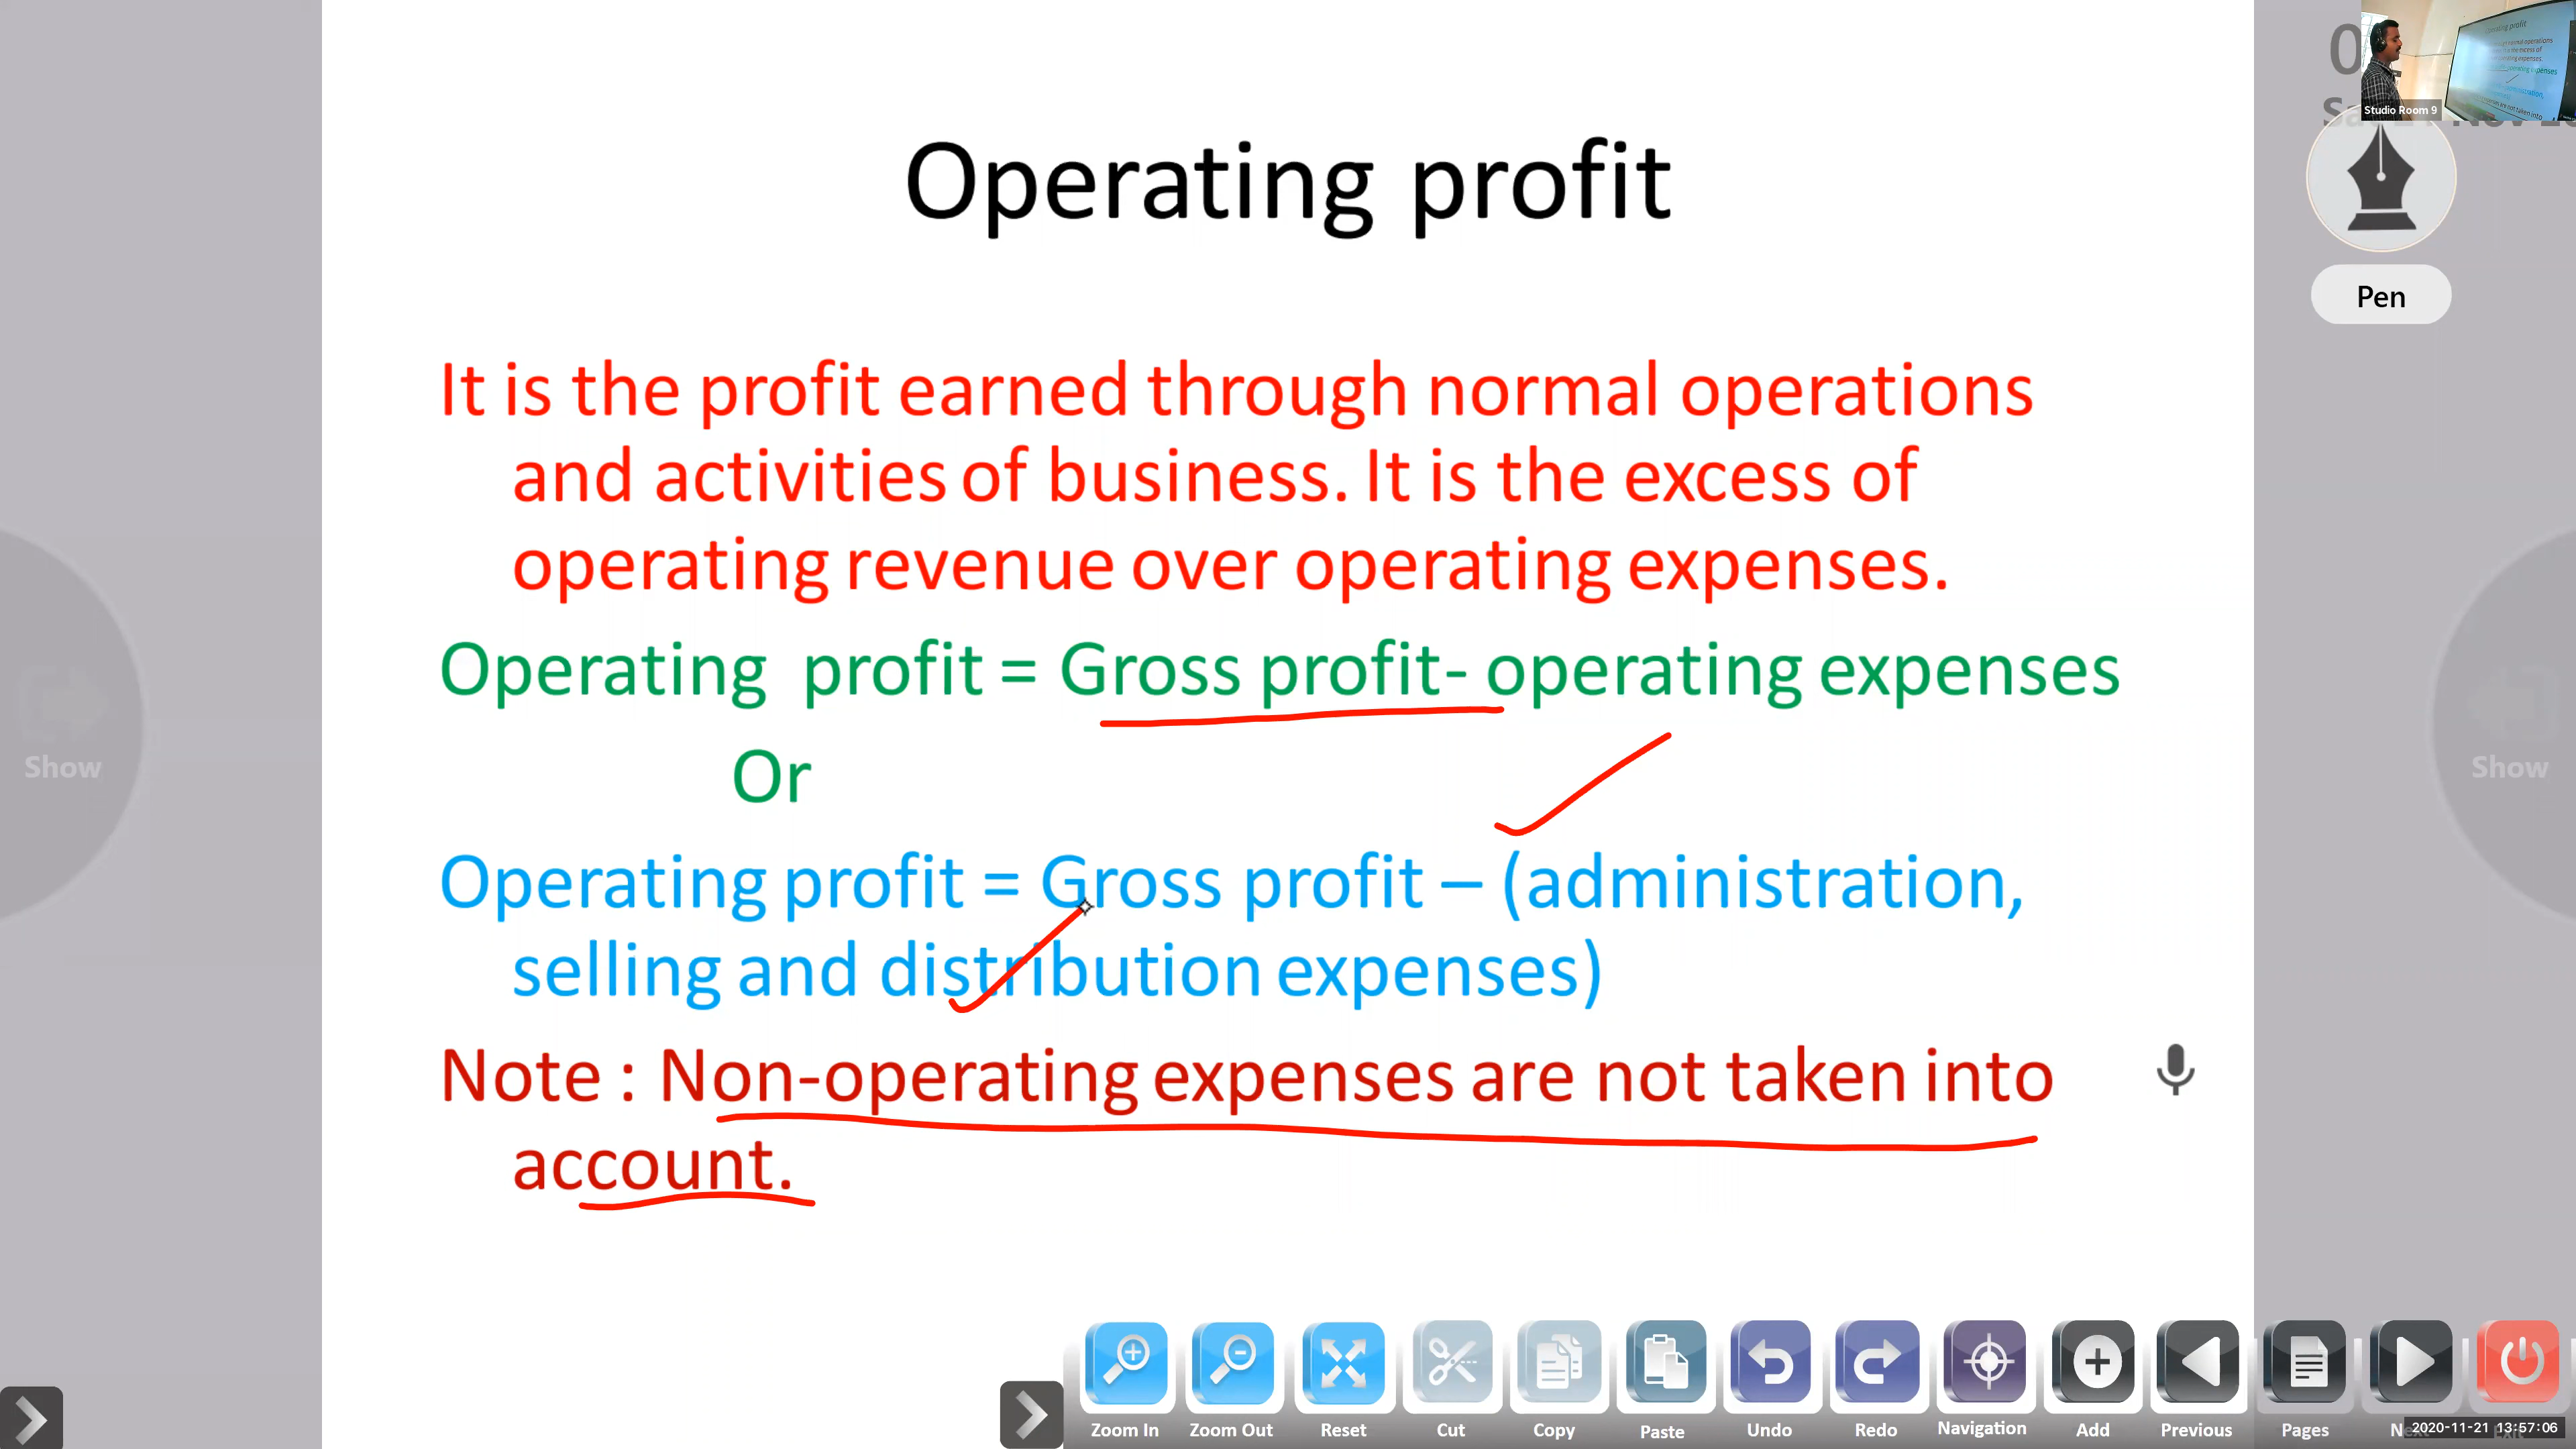 Operating profit
It is the profit earned through normal operations
and activities of business. It is the excess of
operating revenue over operating expenses.
Operating profit = Gross profit- operating expenses
Or
Operating profit = Gross profit – (administration,
selling and distribution expenses)
Note : Non-operating expenses are not taken into
account.
Studio Room 9
Pen
Show
Show
Zoom In
Zoom Out
Reset
Cut
Copy
Paste
Undo
Redo
Navigation
Add
Previous
Pages
2020-11-21 13:57:06